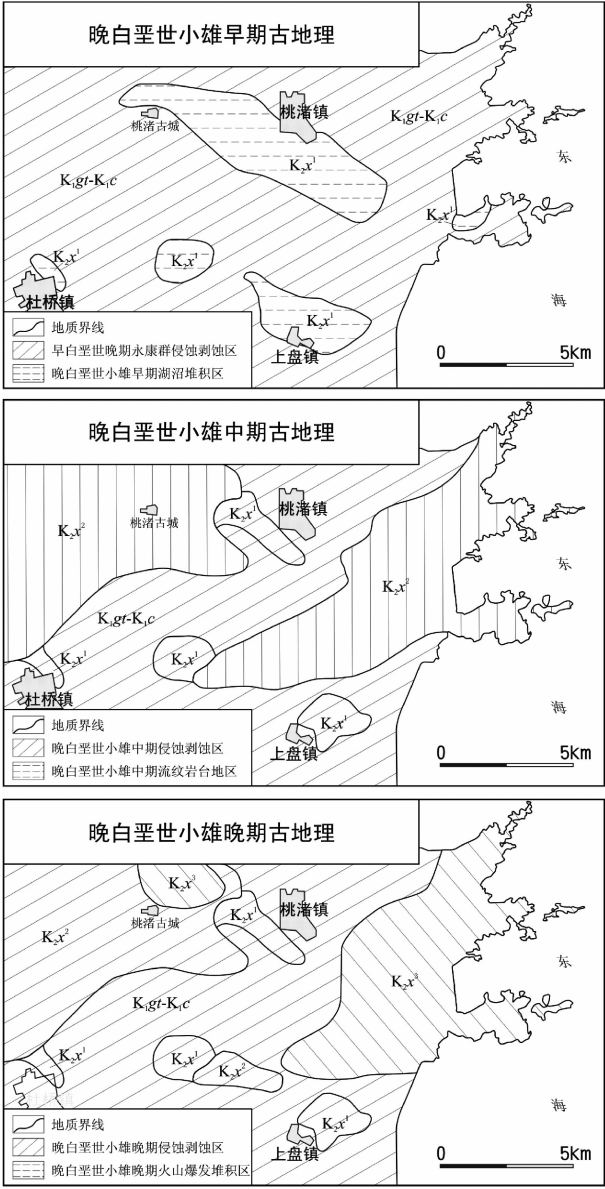 晚白垩世小雄早期古地理
桃渚镇
桃渚古城
K₁gt-K₁c
东
K₂x¹
K₁gt-K₁c
K₂x¹
K₂x¹
K₂x¹
杜桥镇
海
K₂x¹
地质界线
上盘镇
早白垩世晚期永康群侵蚀剥蚀区
0 5km
晚白垩世小雄早期湖沼堆积区
晚白垩世小雄中期古地理
K₂x¹
桃渚镇
桃渚古城
K₂x²
东
K₂x²
K₁gt-K₁c
K₂x¹
K₂x¹
杜桥镇
海
K₂x¹
地质界线
上盘镇
晚白垩世小雄中期侵蚀剥蚀区
0 5km
晚白垩世小雄中期流纹岩台地区
晚白垩世小雄晚期古地理
K₂x³
K₂x¹
桃渚镇
桃渚古城
K₂x²
东
K₂x³
K₁gt-K₁c
K₂x¹
K₂x¹
K₂x²
杜桥镇
海
K₂x¹
地质界线
上盘镇
晚白垩世小雄晚期侵蚀剥蚀区
0 5km
晚白垩世小雄晚期火山爆发堆积区